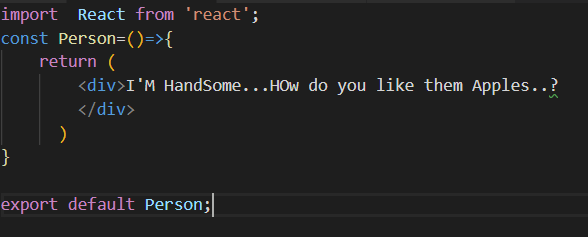 import  React from 'react';
const Person=()=>{
    return (
        <div>I'M HandSome...HOw do you like them Apples..?
        </div>
      )
}

export default Person;